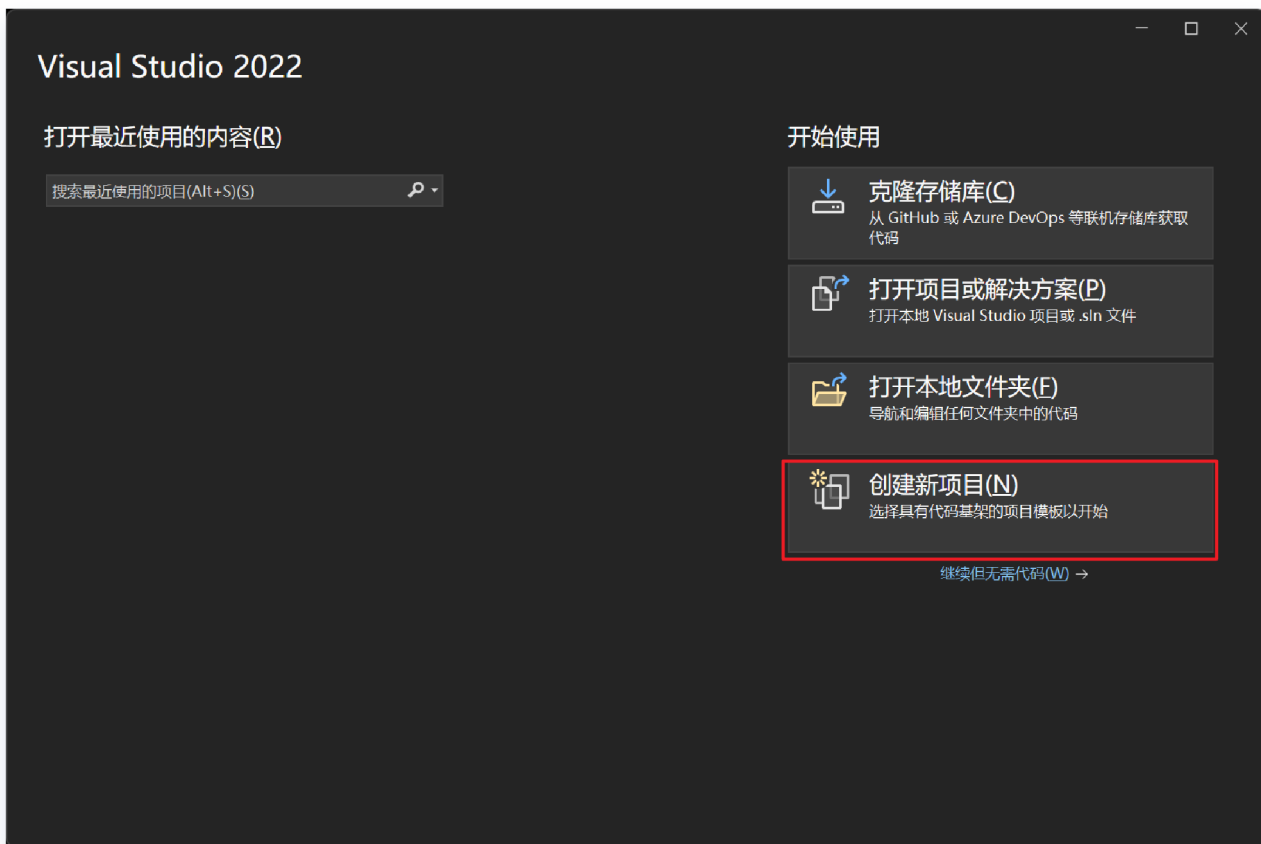 Visual Studio 2022
打开最近使用的内容(R)
搜索最近使用的项目(Alt+S)(S)
开始使用
克隆存储库(C)
从 GitHub 或 Azure DevOps 等联机存储库获取
代码
打开项目或解决方案(P)
打开本地 Visual Studio 项目或 .sln 文件
打开本地文件夹(F)
导航和编辑任何文件夹中的代码
创建新项目(N)
选择具有代码基架的项目模板以开始
继续但无需代码(W) →